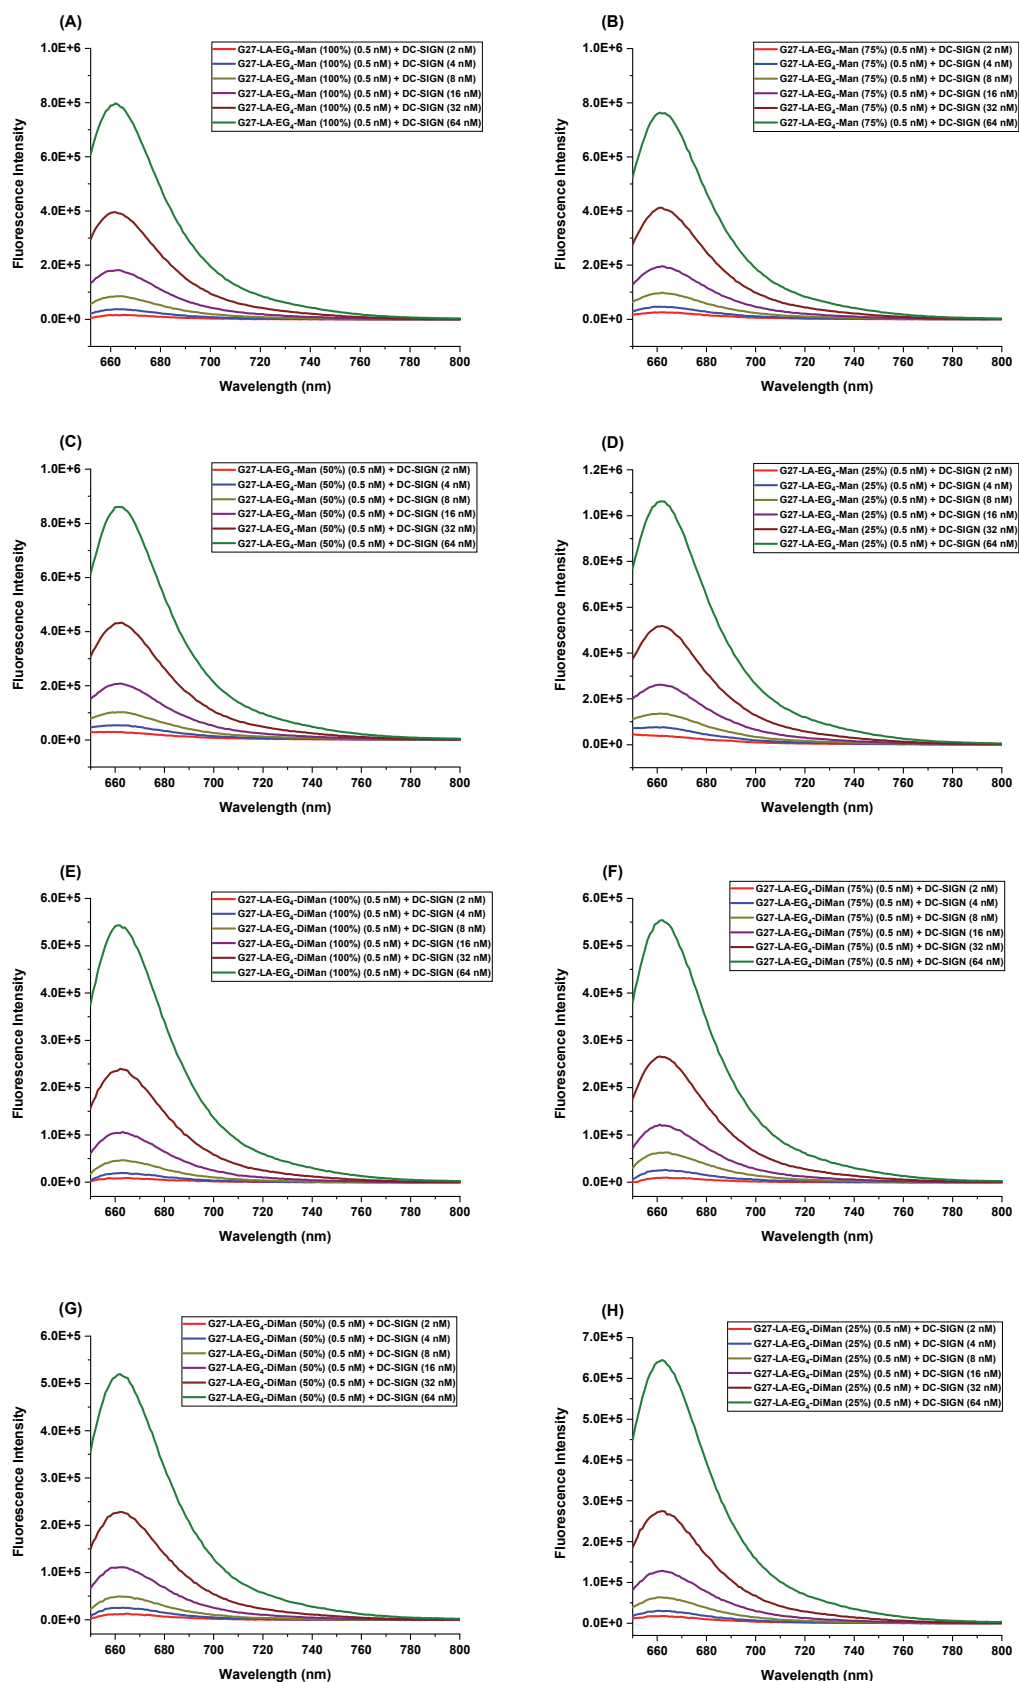 (A)
G27-LA-EG₄-Man (100%) (0.5 nM) + DC-SIGN (2 nM)
G27-LA-EG₄-Man (100%) (0.5 nM) + DC-SIGN (4 nM)
G27-LA-EG₄-Man (100%) (0.5 nM) + DC-SIGN (8 nM)
G27-LA-EG₄-Man (100%) (0.5 nM) + DC-SIGN (16 nM)
G27-LA-EG₄-Man (100%) (0.5 nM) + DC-SIGN (32 nM)
G27-LA-EG₄-Man (100%) (0.5 nM) + DC-SIGN (64 nM)
1.0E+6
8.0E+5
6.0E+5
4.0E+5
2.0E+5
0.0E+0
Fluorescence Intensity
660 680 700 720 740 760 780 800
Wavelength (nm)
(B)
G27-LA-EG₄-Man (75%) (0.5 nM) + DC-SIGN (2 nM)
G27-LA-EG₄-Man (75%) (0.5 nM) + DC-SIGN (4 nM)
G27-LA-EG₄-Man (75%) (0.5 nM) + DC-SIGN (8 nM)
G27-LA-EG₄-Man (75%) (0.5 nM) + DC-SIGN (16 nM)
G27-LA-EG₄-Man (75%) (0.5 nM) + DC-SIGN (32 nM)
G27-LA-EG₄-Man (75%) (0.5 nM) + DC-SIGN (64 nM)
1.0E+6
8.0E+5
6.0E+5
4.0E+5
2.0E+5
0.0E+0
Fluorescence Intensity
660 680 700 720 740 760 780 800
Wavelength (nm)
(C)
G27-LA-EG₄-Man (50%) (0.5 nM) + DC-SIGN (2 nM)
G27-LA-EG₄-Man (50%) (0.5 nM) + DC-SIGN (4 nM)
G27-LA-EG₄-Man (50%) (0.5 nM) + DC-SIGN (8 nM)
G27-LA-EG₄-Man (50%) (0.5 nM) + DC-SIGN (16 nM)
G27-LA-EG₄-Man (50%) (0.5 nM) + DC-SIGN (32 nM)
G27-LA-EG₄-Man (50%) (0.5 nM) + DC-SIGN (64 nM)
1.0E+6
8.0E+5
6.0E+5
4.0E+5
2.0E+5
0.0E+0
Fluorescence Intensity
660 680 700 720 740 760 780 800
Wavelength (nm)
(D)
G27-LA-EG₄-Man (25%) (0.5 nM) + DC-SIGN (2 nM)
G27-LA-EG₄-Man (25%) (0.5 nM) + DC-SIGN (4 nM)
G27-LA-EG₄-Man (25%) (0.5 nM) + DC-SIGN (8 nM)
G27-LA-EG₄-Man (25%) (0.5 nM) + DC-SIGN (16 nM)
G27-LA-EG₄-Man (25%) (0.5 nM) + DC-SIGN (32 nM)
G27-LA-EG₄-Man (25%) (0.5 nM) + DC-SIGN (64 nM)
1.2E+6
1.0E+6
8.0E+5
6.0E+5
4.0E+5
2.0E+5
0.0E+0
Fluorescence Intensity
660 680 700 720 740 760 780 800
Wavelength (nm)
(E)
G27-LA-EG₄-DiMan (100%) (0.5 nM) + DC-SIGN (2 nM)
G27-LA-EG₄-DiMan (100%) (0.5 nM) + DC-SIGN (4 nM)
G27-LA-EG₄-DiMan (100%) (0.5 nM) + DC-SIGN (8 nM)
G27-LA-EG₄-DiMan (100%) (0.5 nM) + DC-SIGN (16 nM)
G27-LA-EG₄-DiMan (100%) (0.5 nM) + DC-SIGN (32 nM)
G27-LA-EG₄-DiMan (100%) (0.5 nM) + DC-SIGN (64 nM)
6.0E+5
5.0E+5
4.0E+5
3.0E+5
2.0E+5
1.0E+5
0.0E+0
Fluorescence Intensity
660 680 700 720 740 760 780 800
Wavelength (nm)
(F)
G27-LA-EG₄-DiMan (75%) (0.5 nM) + DC-SIGN (2 nM)
G27-LA-EG₄-DiMan (75%) (0.5 nM) + DC-SIGN (4 nM)
G27-LA-EG₄-DiMan (75%) (0.5 nM) + DC-SIGN (8 nM)
G27-LA-EG₄-DiMan (75%) (0.5 nM) + DC-SIGN (16 nM)
G27-LA-EG₄-DiMan (75%) (0.5 nM) + DC-SIGN (32 nM)
G27-LA-EG₄-DiMan (75%) (0.5 nM) + DC-SIGN (64 nM)
6.0E+5
5.0E+5
4.0E+5
3.0E+5
2.0E+5
1.0E+5
0.0E+0
Fluorescence Intensity
660 680 700 720 740 760 780 800
Wavelength (nm)
(G)
G27-LA-EG₄-DiMan (50%) (0.5 nM) + DC-SIGN (2 nM)
G27-LA-EG₄-DiMan (50%) (0.5 nM) + DC-SIGN (4 nM)
G27-LA-EG₄-DiMan (50%) (0.5 nM) + DC-SIGN (8 nM)
G27-LA-EG₄-DiMan (50%) (0.5 nM) + DC-SIGN (16 nM)
G27-LA-EG₄-DiMan (50%) (0.5 nM) + DC-SIGN (32 nM)
G27-LA-EG₄-DiMan (50%) (0.5 nM) + DC-SIGN (64 nM)
6.0E+5
5.0E+5
4.0E+5
3.0E+5
2.0E+5
1.0E+5
0.0E+0
Fluorescence Intensity
660 680 700 720 740 760 780 800
Wavelength (nm)
(H)
G27-LA-EG₄-DiMan (25%) (0.5 nM) + DC-SIGN (2 nM)
G27-LA-EG₄-DiMan (25%) (0.5 nM) + DC-SIGN (4 nM)
G27-LA-EG₄-DiMan (25%) (0.5 nM) + DC-SIGN (8 nM)
G27-LA-EG₄-DiMan (25%) (0.5 nM) + DC-SIGN (16 nM)
G27-LA-EG₄-DiMan (25%) (0.5 nM) + DC-SIGN (32 nM)
G27-LA-EG₄-DiMan (25%) (0.5 nM) + DC-SIGN (64 nM)
7.0E+5
6.0E+5
5.0E+5
4.0E+5
3.0E+5
2.0E+5
1.0E+5
0.0E+0
Fluorescence Intensity
660 680 700 720 740 760 780 800
Wavelength (nm)